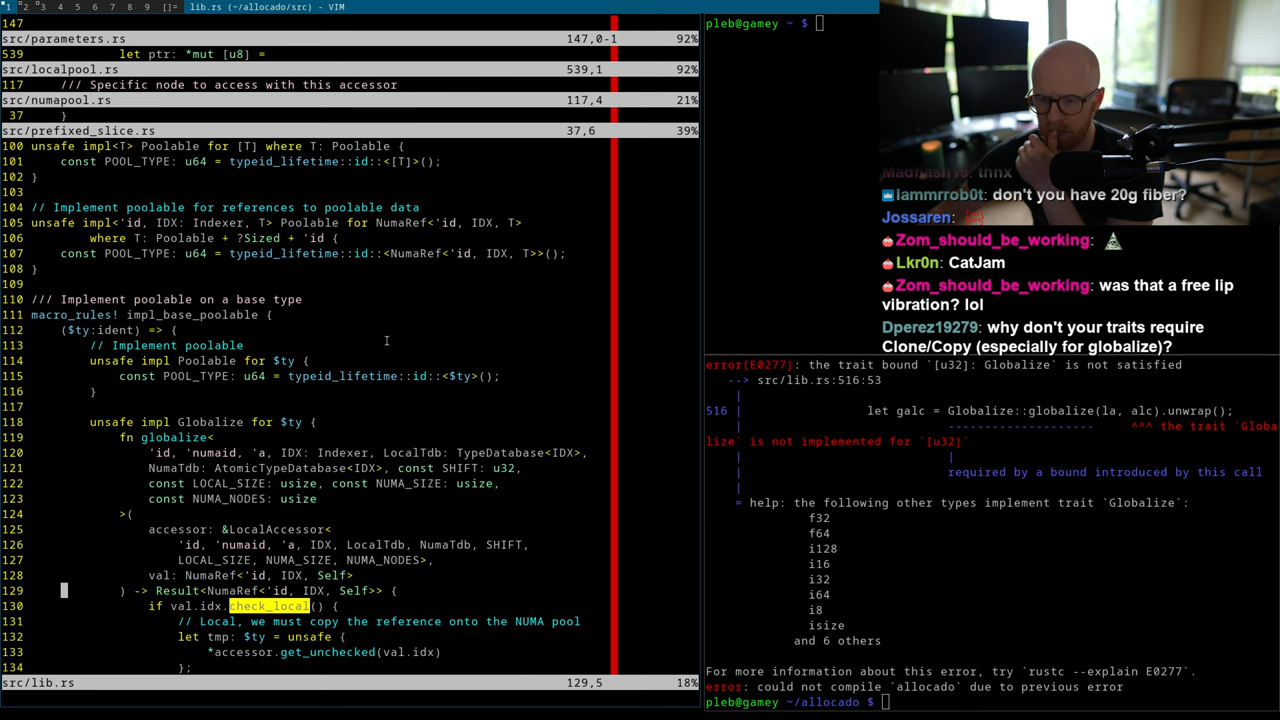 1 2 3 4 5 6 7 8 9 []= lib.rs (~/allocado/src) - VIM
147
src/parameters.rs 147,0-1 92%
539 let ptr: *mut [u8] =
src/localpool.rs 539,1 92%
117 /// Specific node to access with this accessor
src/numapool.rs 117,4 21%
37 }
src/prefixed_slice.rs 37,6 39%
100 unsafe impl<T> Poolable for [T] where T: Poolable {
101 const POOL_TYPE: u64 = typeid_lifetime::id::<[T]>();
102 }
103
104 // Implement poolable for references to poolable data
105 unsafe impl<'id, IDX: Indexer, T> Poolable for NumaRef<'id, IDX, T>
106 where T: Poolable + ?Sized + 'id {
107 const POOL_TYPE: u64 = typeid_lifetime::id::<NumaRef<'id, IDX, T>>();
108 }
109
110 /// Implement poolable on a base type
111 macro_rules! impl_base_poolable {
112 ($ty:ident) => {
113 // Implement poolable
114 unsafe impl Poolable for $ty {
115 const POOL_TYPE: u64 = typeid_lifetime::id::<$ty>();
116 }
117
118 unsafe impl Globalize for $ty {
119 fn globalize<
120 'id, 'numaid, 'a, IDX: Indexer, LocalTdb: TypeDatabase<IDX>,
121 NumaTdb: AtomicTypeDatabase<IDX>, const SHIFT: u32,
122 const LOCAL_SIZE: usize, const NUMA_SIZE: usize,
123 const NUMA_NODES: usize
124 >(
125 accessor: &LocalAccessor<
126 'id, 'numaid, 'a, IDX, LocalTdb, NumaTdb, SHIFT,
127 LOCAL_SIZE, NUMA_SIZE, NUMA_NODES>,
128 val: NumaRef<'id, IDX, Self>
129 ) -> Result<NumaRef<'id, IDX, Self>> {
130 if val.idx.check_local() {
131 // Local, we must copy the reference onto the NUMA pool
132 let tmp: $ty = unsafe {
133 *accessor.get_unchecked(val.idx)
134 };
src/lib.rs 129,5 18%
pleb@gamey ~ $
thnx
Iammrrob0t: don't you have 20g fiber?
Jossaren:
Zom_should_be_working:
Lkr0n: CatJam
Zom_should_be_working: was that a free lip
vibration? lol
Dperez19279: why don't your traits require
Clone/Copy (especially for globalize)?
error[E0277]: the trait bound `[u32]: Globalize` is not satisfied
--> src/lib.rs:516:53
|
516 | let galc = Globalize::globalize(la, alc).unwrap();
| -------------------- ^^^ the trait `Globa
lize` is not implemented for `[u32]`
| |
| required by a bound introduced by this call
|
= help: the following other types implement trait `Globalize`:
f32
f64
i128
i16
i32
i64
i8
isize
and 6 others
For more information about this error, try `rustc --explain E0277`.
error: could not compile `allocado` due to previous error
pleb@gamey ~/allocado $